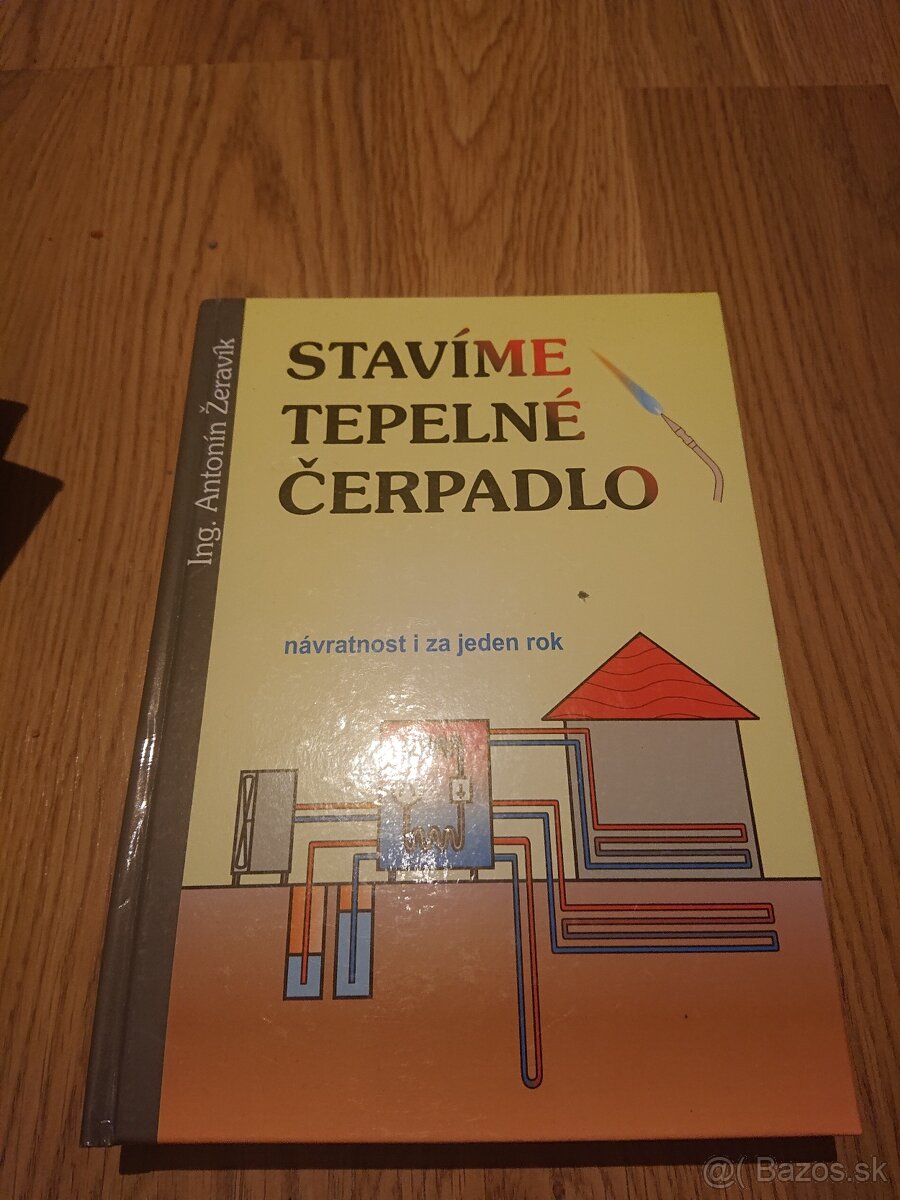 Ing. Antonín Žeravík
STAVÍME
TEPELNÉ
ČERPADLO
návratnost i za jeden rok
@( Bazos.sk